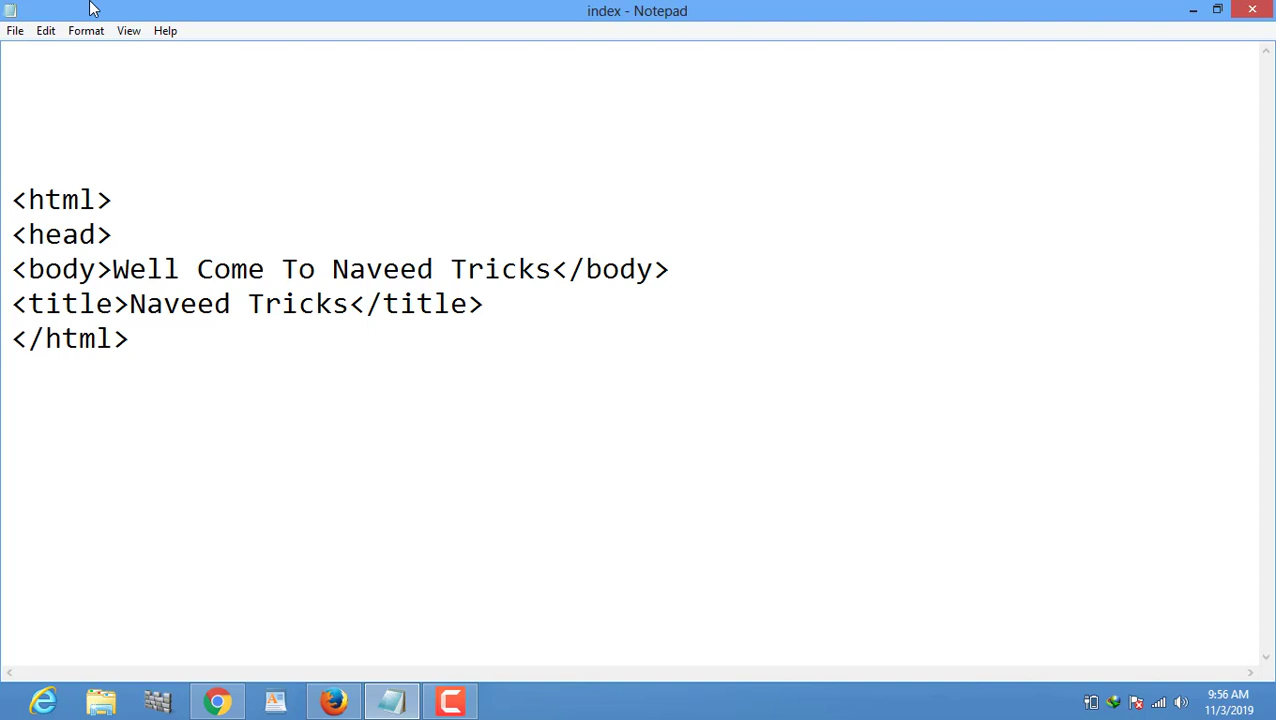 index - Notepad
File Edit Format View Help
<html>
<head>
<body>Well Come To Naveed Tricks</body>
<title>Naveed Tricks</title>
</html>
9:56 AM
11/3/2019